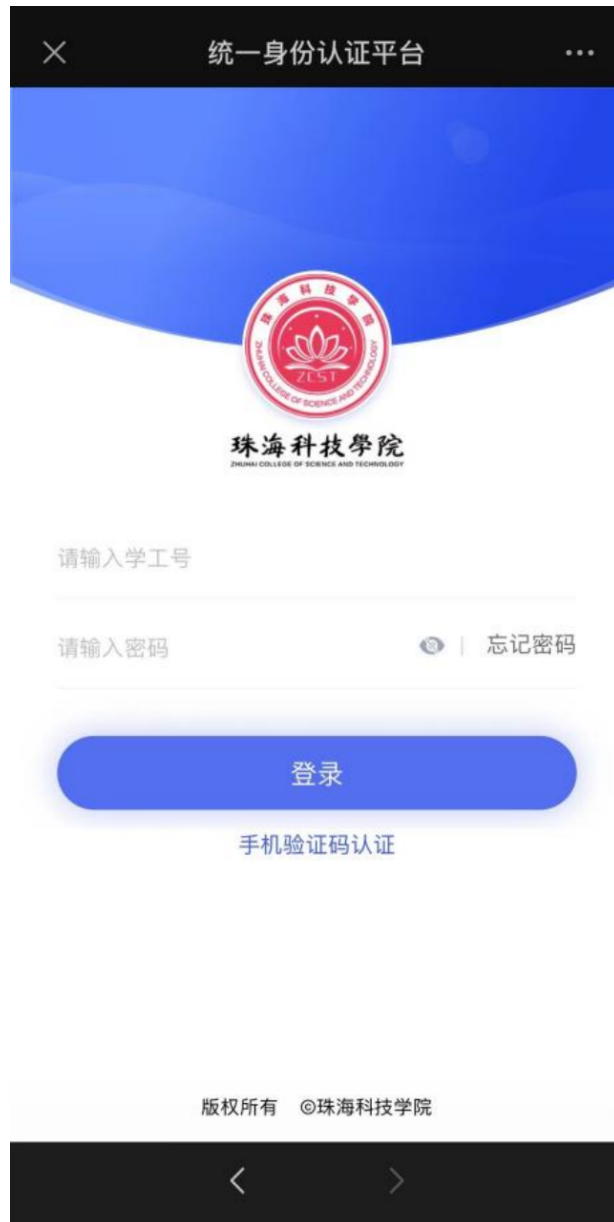 统一身份认证平台
珠海科技学院
ZHUHAI COLLEGE OF SCIENCE AND TECHNOLOGY
ZCST
珠海科技學院
ZHUHAI COLLEGE OF SCIENCE AND TECHNOLOGY
请输入学工号
请输入密码 | 忘记密码
登录
手机验证码认证
版权所有 ©珠海科技学院